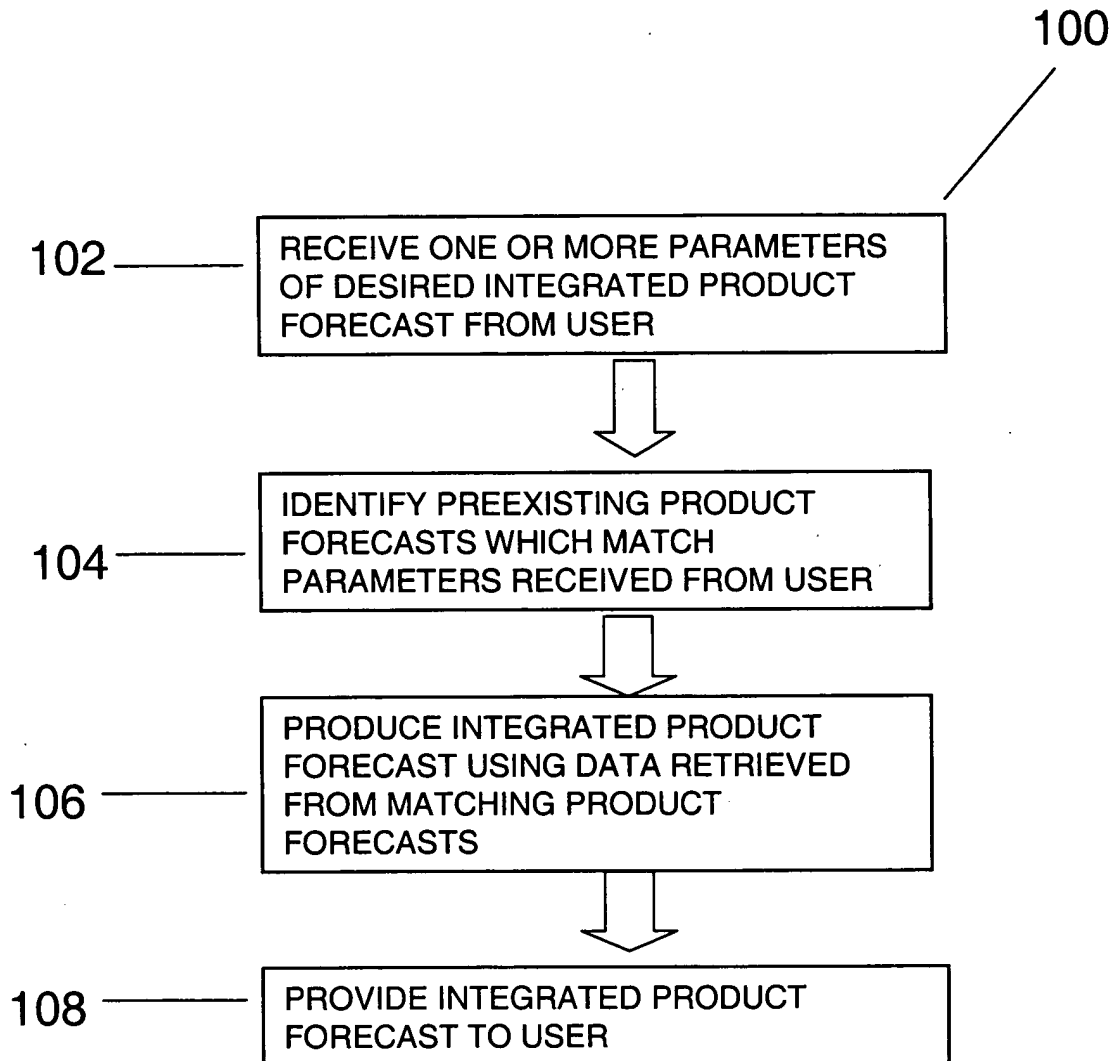 100
102
RECEIVE ONE OR MORE PARAMETERS
OF DESIRED INTEGRATED PRODUCT
FORECAST FROM USER
104
IDENTIFY PREEXISTING PRODUCT
FORECASTS WHICH MATCH
PARAMETERS RECEIVED FROM USER
106
PRODUCE INTEGRATED PRODUCT
FORECAST USING DATA RETRIEVED
FROM MATCHING PRODUCT
FORECASTS
108
PROVIDE INTEGRATED PRODUCT
FORECAST TO USER